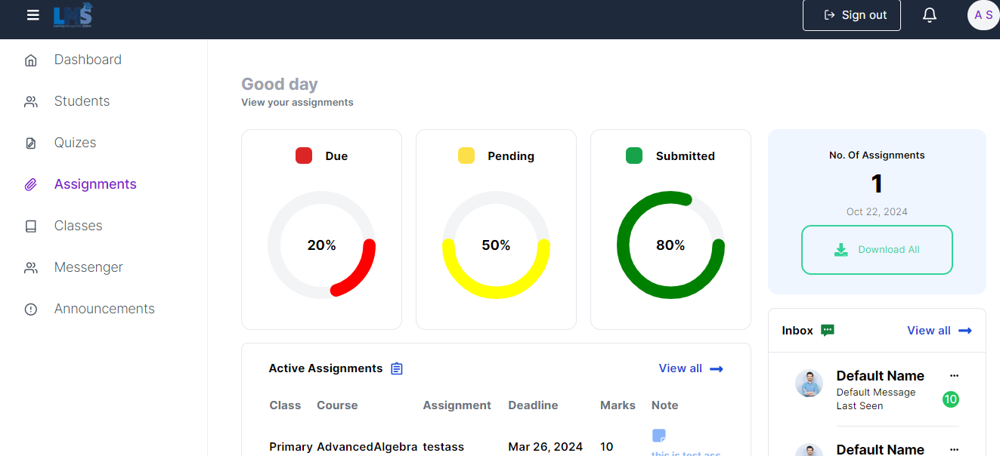 LMS
Learning Management System
Sign out
A S
Dashboard
Students
Quizes
Assignments
Classes
Messenger
Announcements
Good day
View your assignments
Due
20%
Pending
50%
Submitted
80%
No. Of Assignments
1
Oct 22, 2024
Download All
Active Assignments
View all
Class Course Assignment Deadline Marks Note
Primary AdvancedAlgebra testass Mar 26, 2024 10
this is test ass
Inbox
View all
Default Name
Default Message
Last Seen
10
Default Name